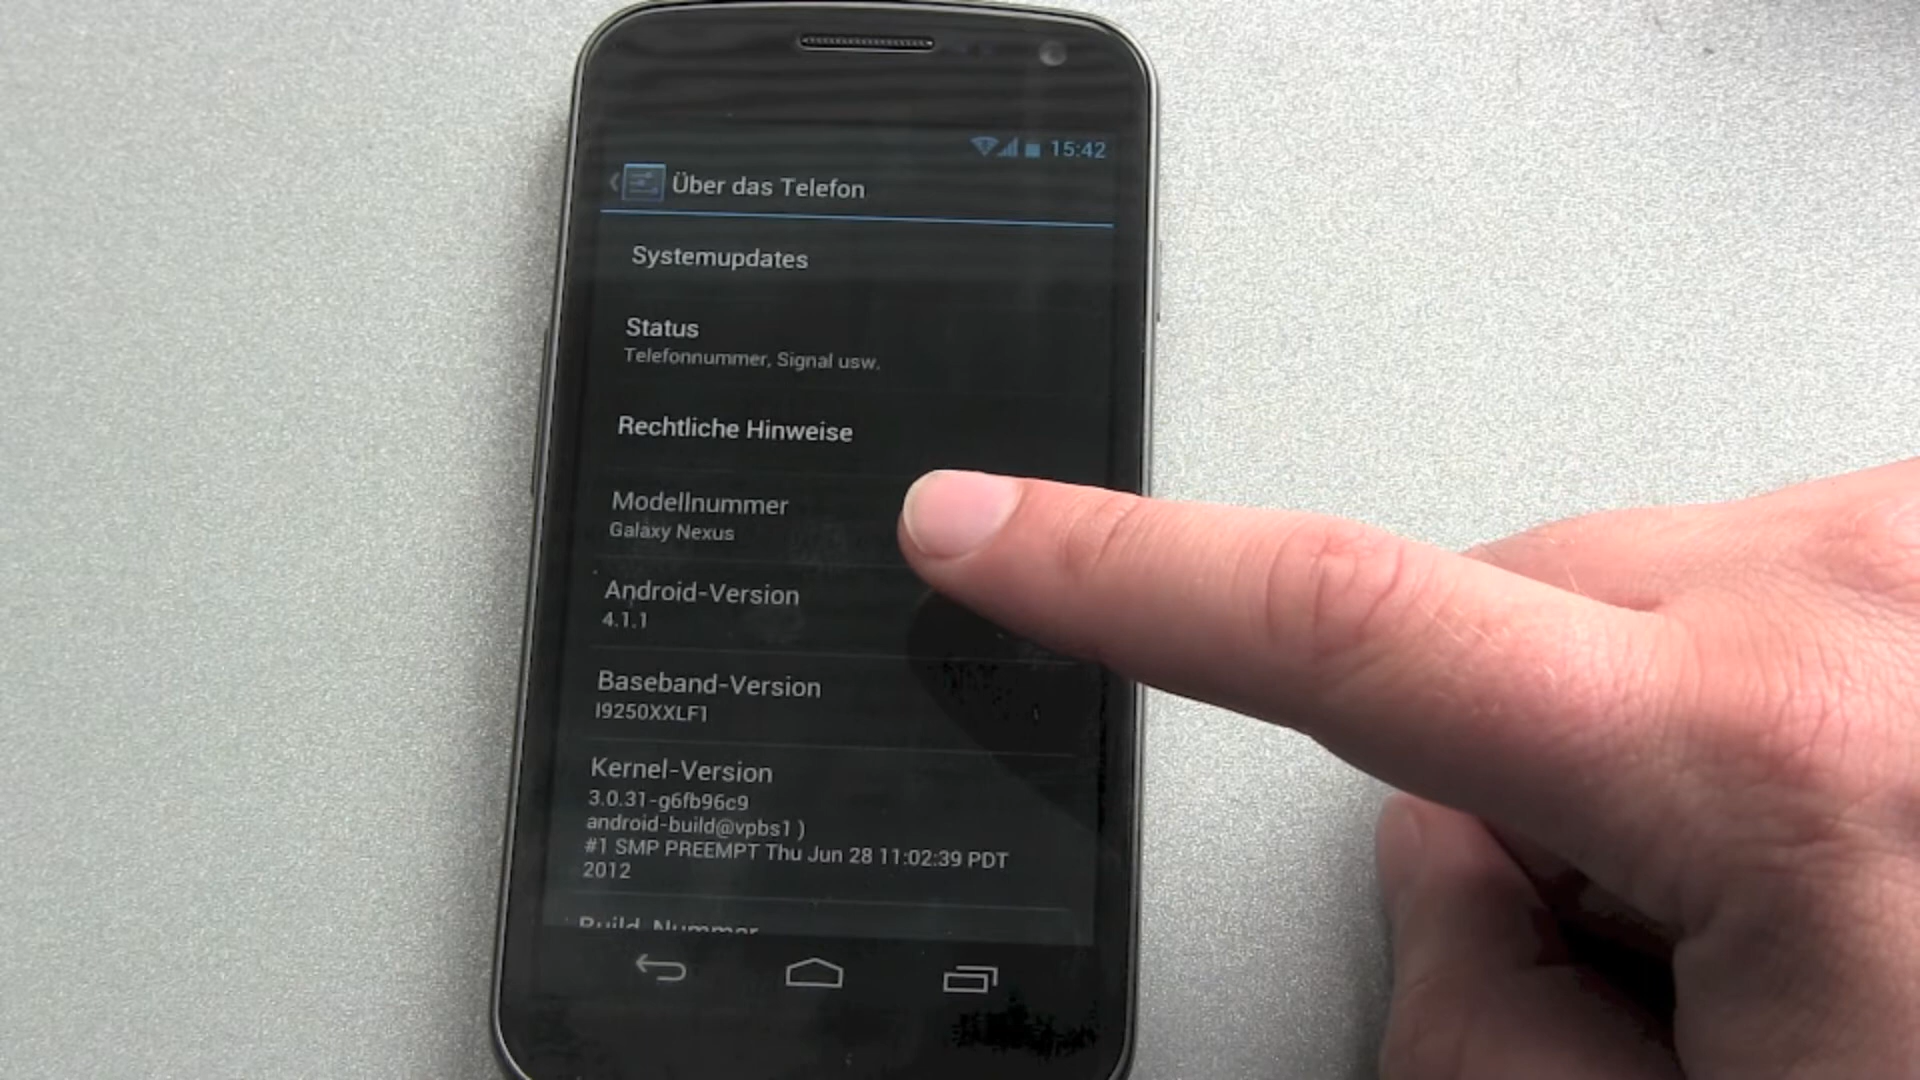 15:42
Über das Telefon
Systemupdates
Status
Telefonnummer, Signal usw.
Rechtliche Hinweise
Modellnummer
Galaxy Nexus
Android-Version
4.1.1
Baseband-Version
I9250XXLF1
Kernel-Version
3.0.31-g6fb96c9
android-build@vpbs1 )
#1 SMP PREEMPT Thu Jun 28 11:02:39 PDT
2012
Build-Nummer